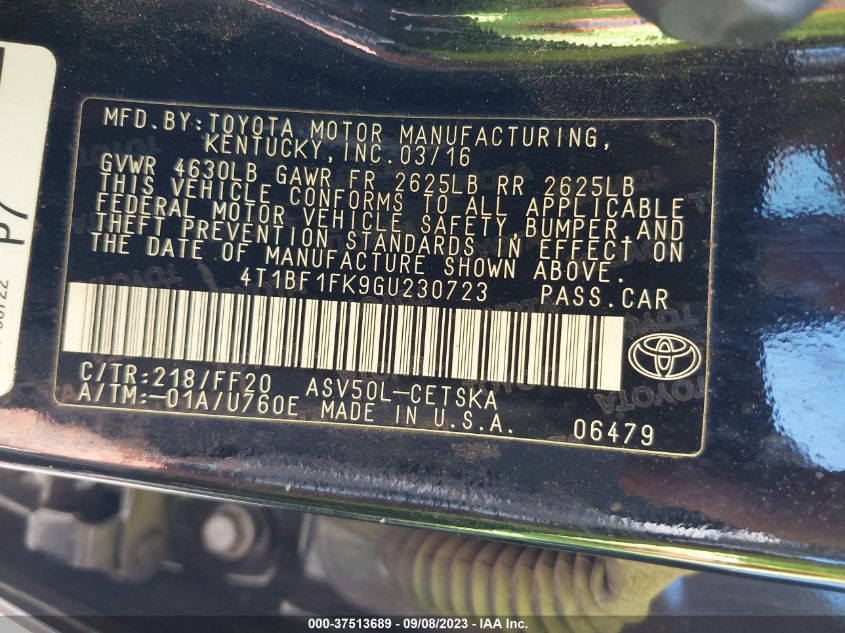 MFD.BY:TOYOTA MOTOR MANUFACTURING,
KENTUCKY, INC. 03/16
GVWR 4630LB GAWR FR 2625LB RR 2625LB
THIS VEHICLE CONFORMS TO ALL APPLICABLE
FEDERAL MOTOR VEHICLE SAFETY, BUMPER, AND
THEFT PREVENTION STANDARDS IN EFFECT ON
THE DATE OF MANUFACTURE SHOWN ABOVE.
4T1BF1FK9GU230723 PASS.CAR
C/TR:218/FF20 ASV50L-CETSKA
A/TM:-01A/U760E MADE IN U.S.A. 06479
P7
000-37513689 - 09/08/2023 - IAA Inc.